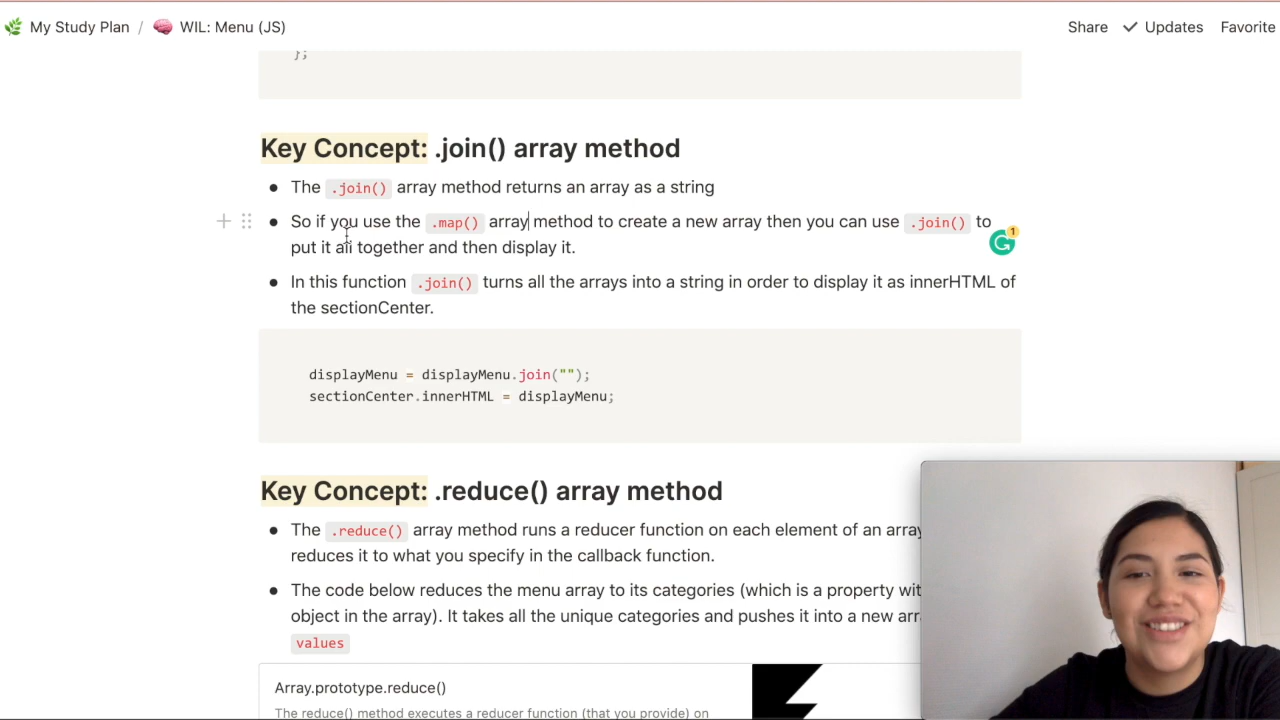 My Study Plan / WIL: Menu (JS) Share Updates Favorite
};
Key Concept: .join() array method
The .join() array method returns an array as a string
So if you use the .map() array method to create a new array then you can use .join() to
put it all together and then display it.
1
In this function .join() turns all the arrays into a string in order to display it as innerHTML of
the sectionCenter.
displayMenu = displayMenu.join("");
sectionCenter.innerHTML = displayMenu;
Key Concept: .reduce() array method
The .reduce() array method runs a reducer function on each element of an array
reduces it to what you specify in the callback function.
The code below reduces the menu array to its categories (which is a property wit
object in the array). It takes all the unique categories and pushes it into a new arr
values
Array.prototype.reduce()
The reduce() method executes a reducer function (that you provide) on